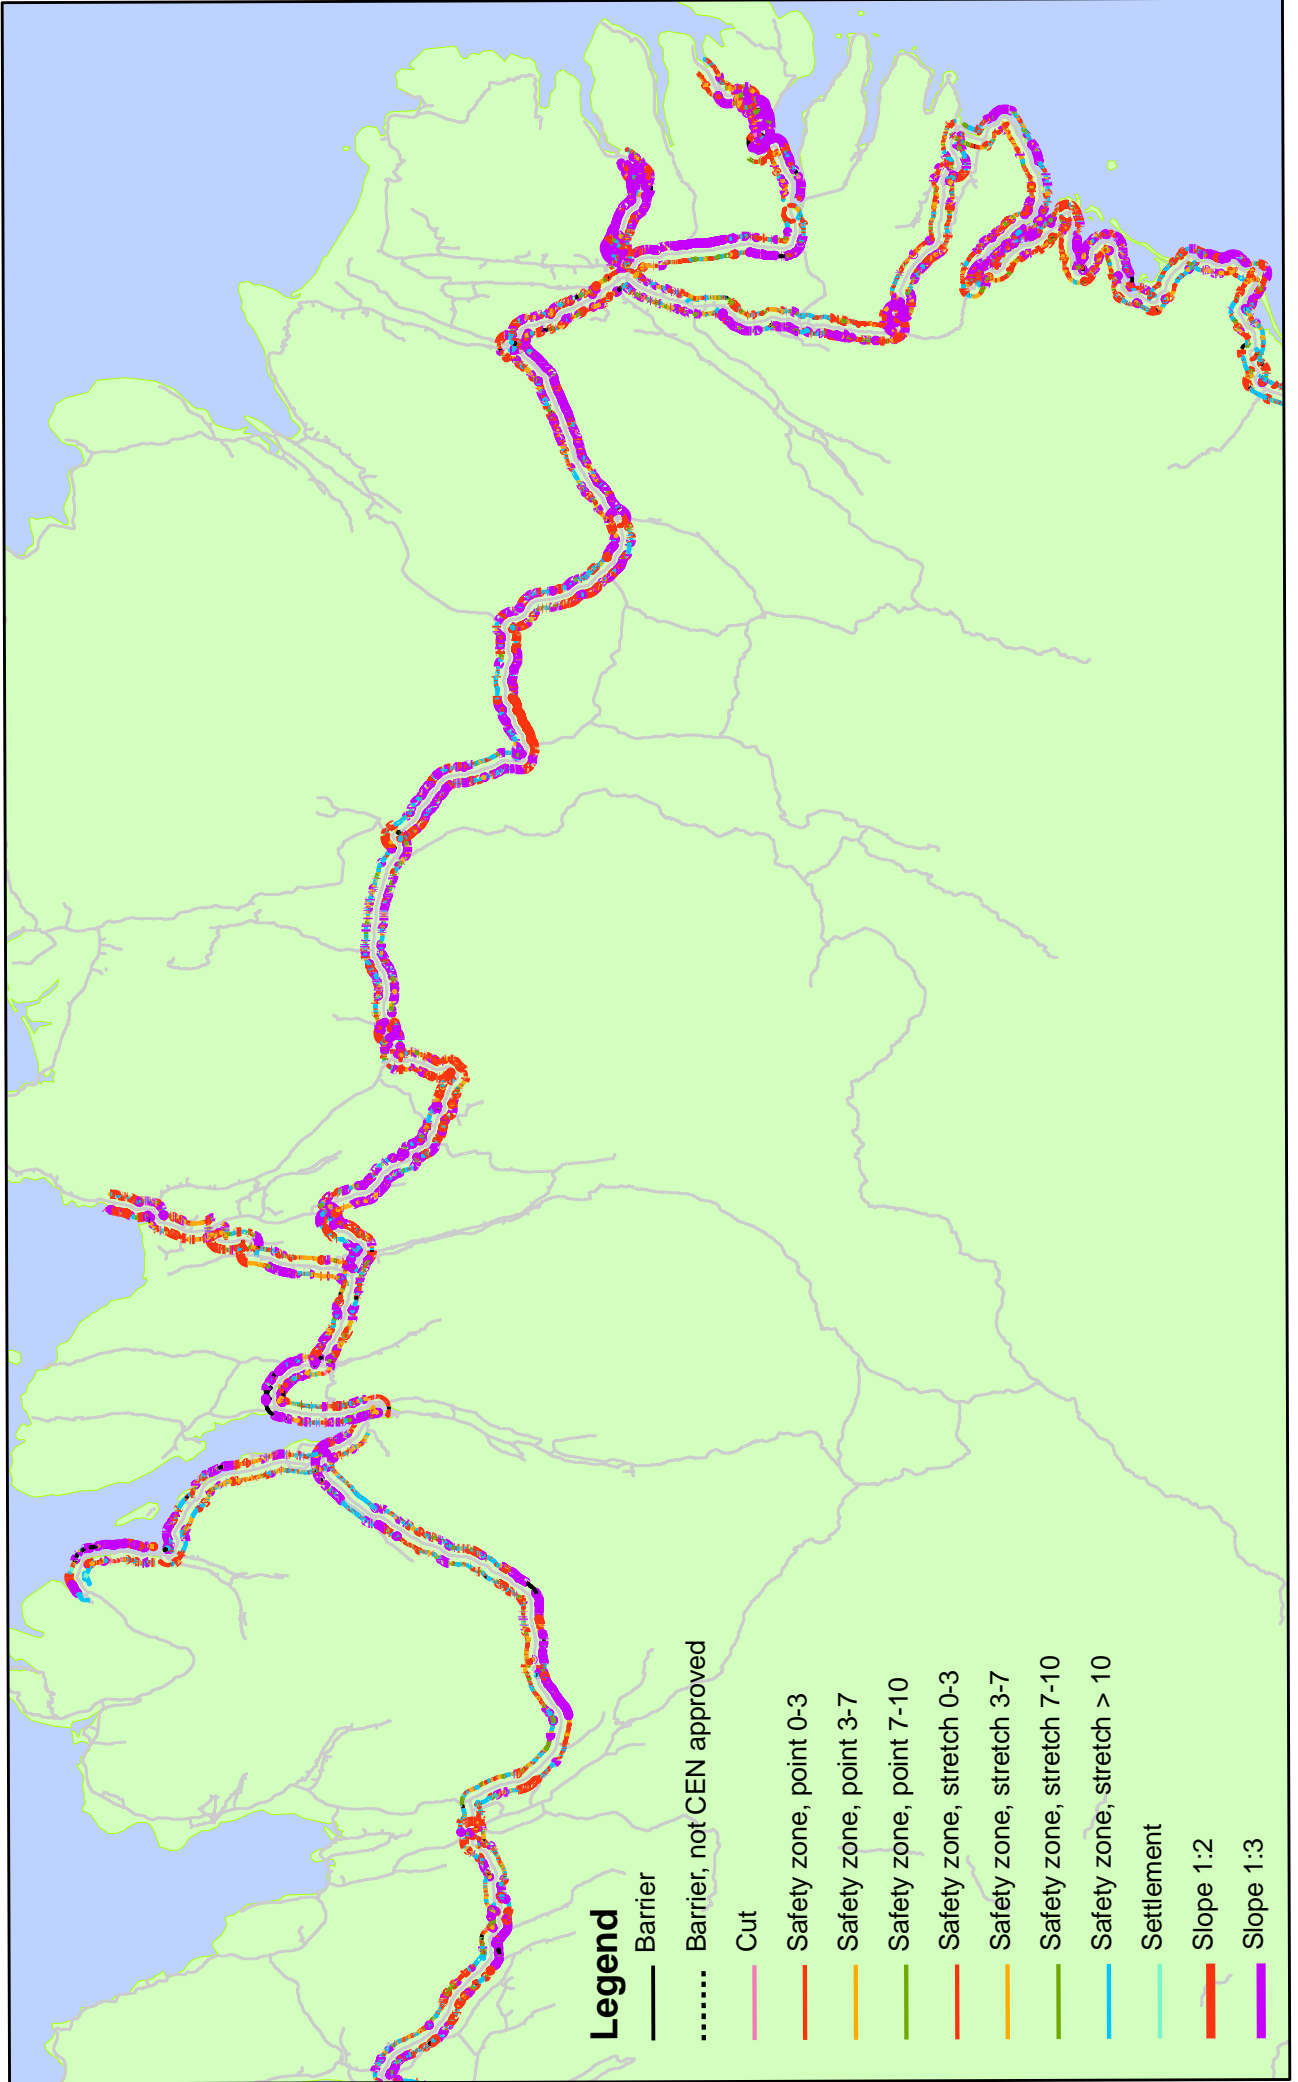 Legend
Barrier
Barrier, not CEN approved
Cut
Safety zone, point 0-3
Safety zone, point 3-7
Safety zone, point 7-10
Safety zone, stretch 0-3
Safety zone, stretch 3-7
Safety zone, stretch 7-10
Safety zone, stretch > 10
Settlement
Slope 1:2
Slope 1:3